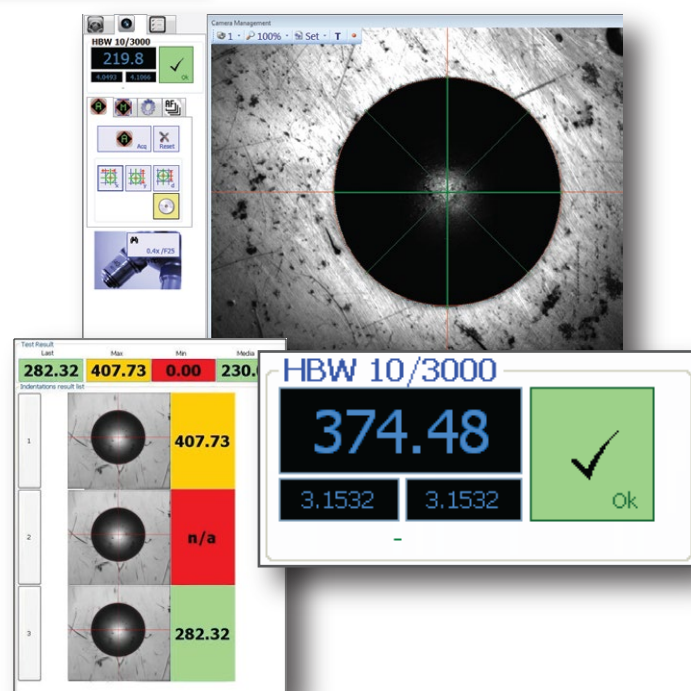 HBW 10/3000
219.8
4.0493 4.1066
Ok
-
Acq
Reset
0.4x /F25
Camera Management
1 - 100% - Set - T
Test Result
Last Max Min Media
282.32 407.73 0.00 230.
Indentations result list
1
407.73
2
n/a
3
282.32
HBW 10/3000
374.48
3.1532 3.1532
Ok
-